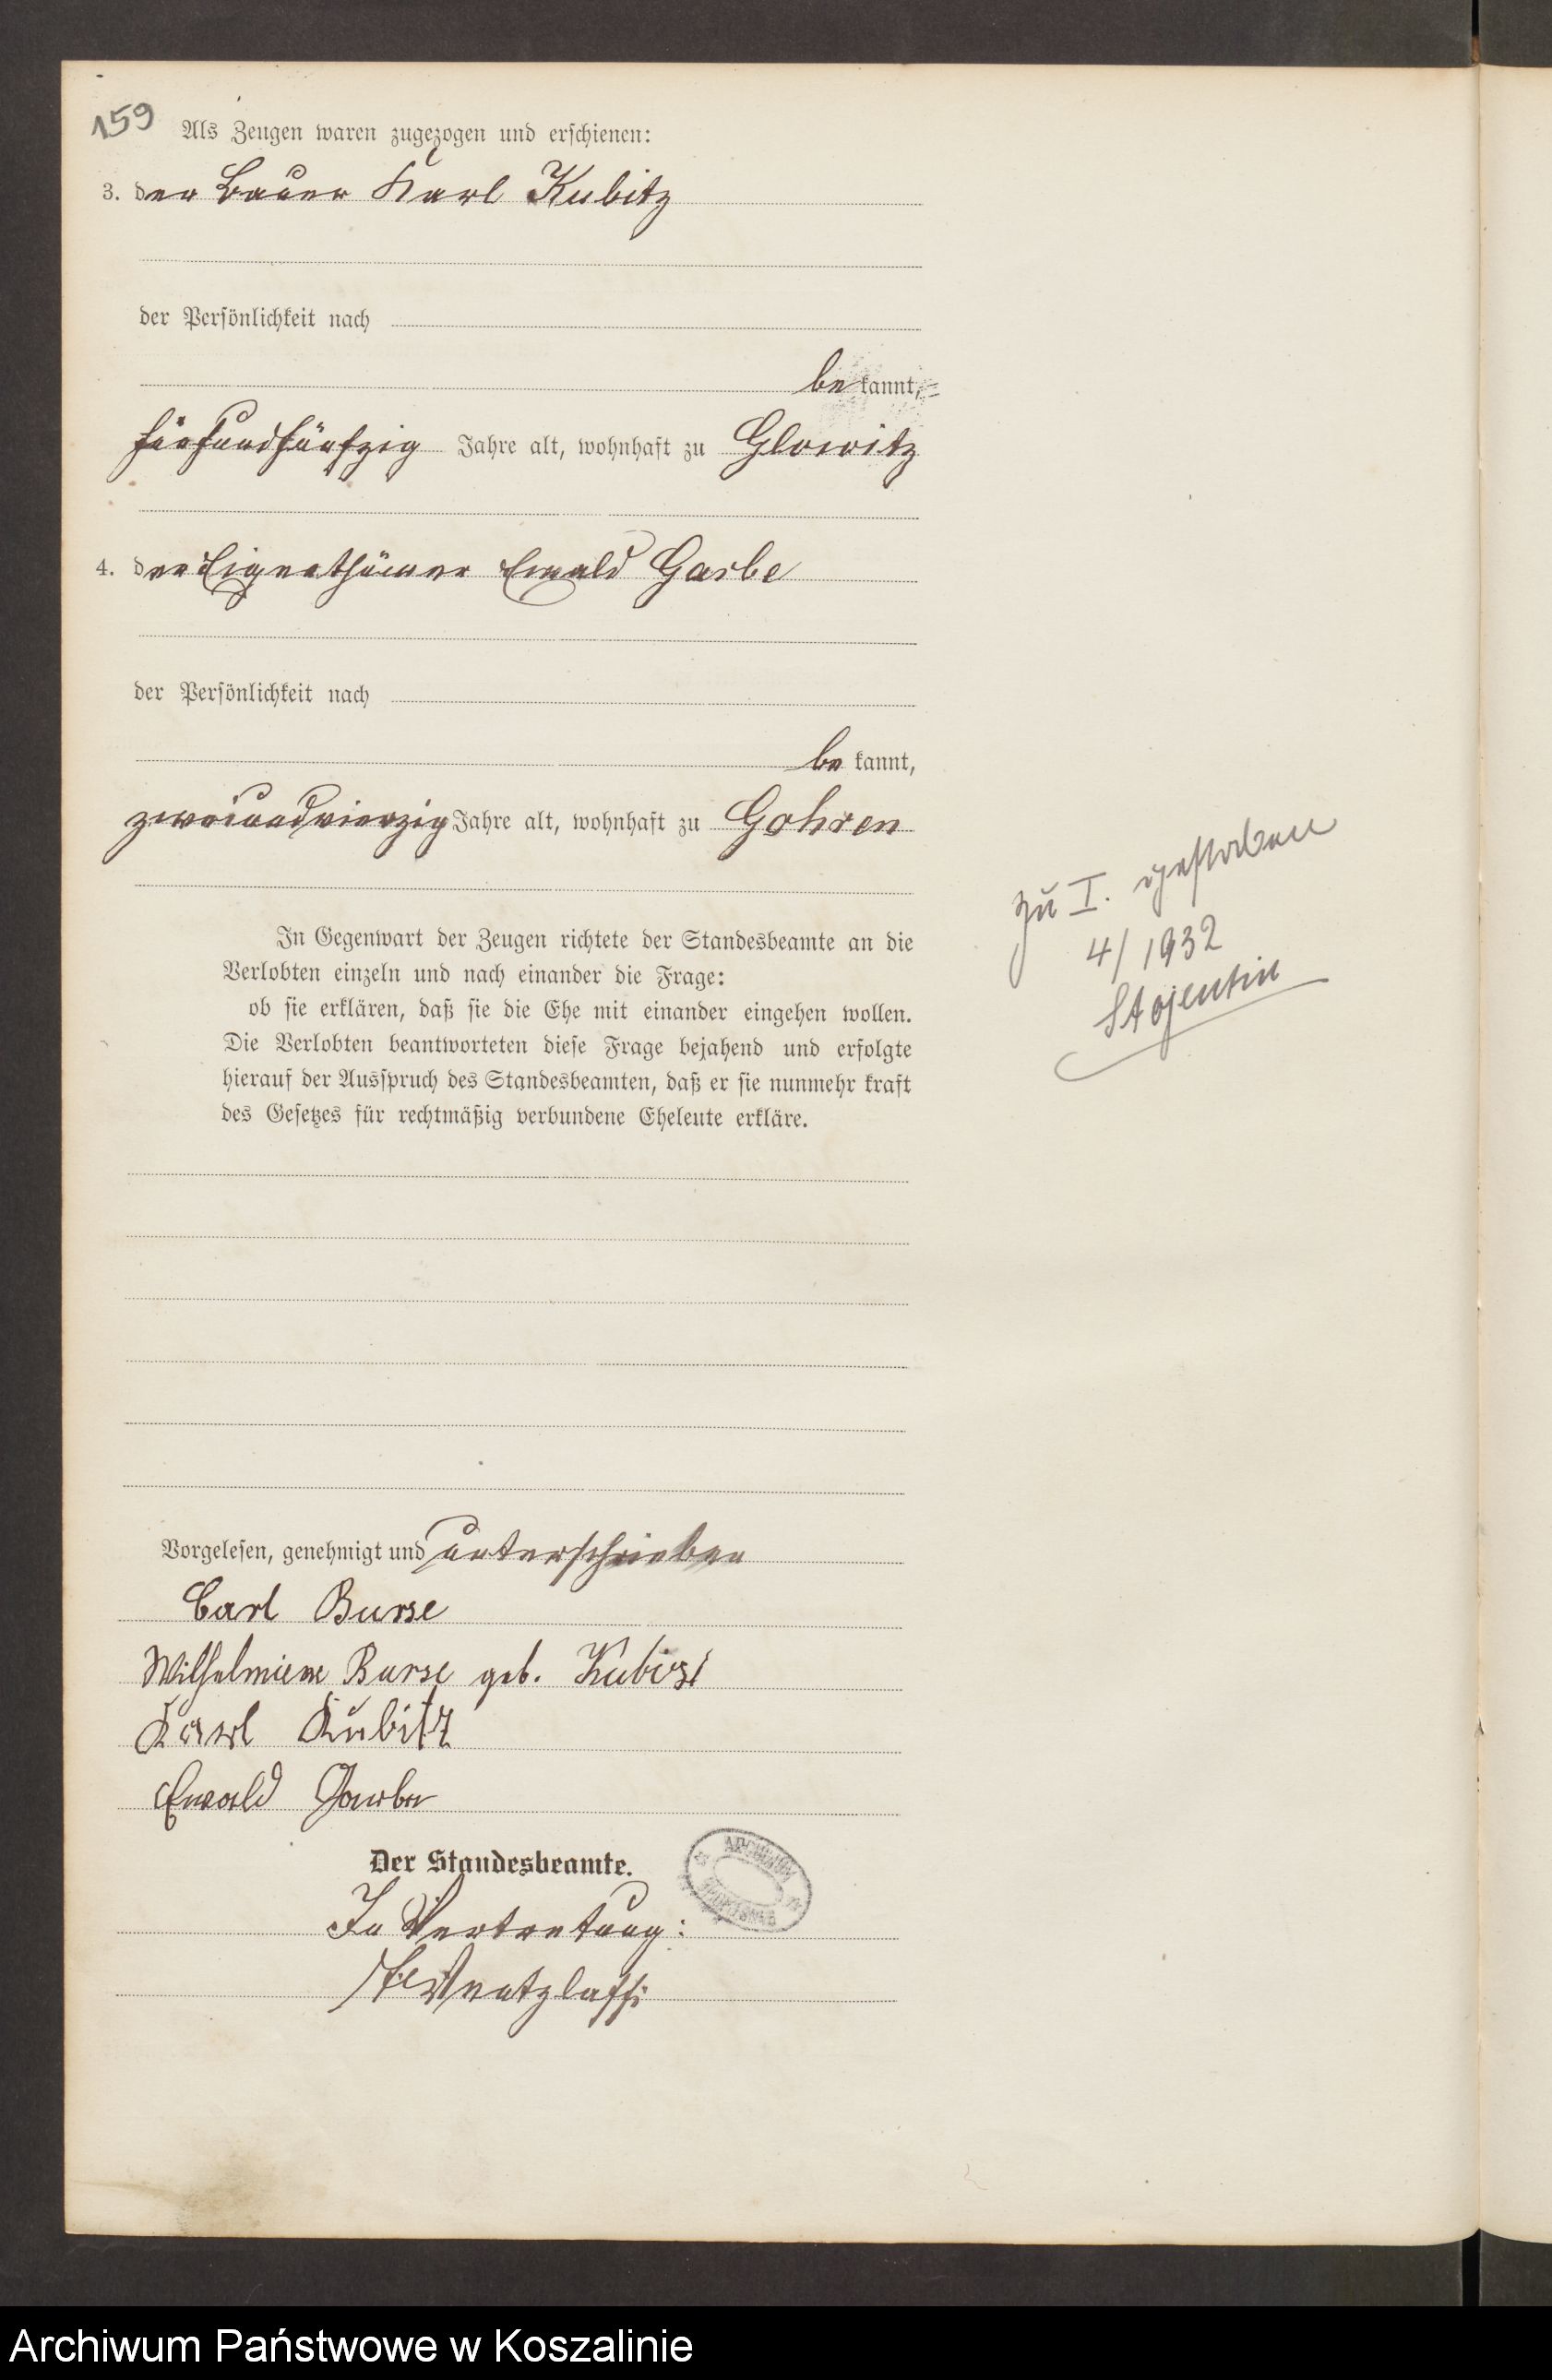 159
Als Zeugen waren zugezogen und erschienen:
3. der Bauer Karl Kubitz
der Persönlichkeit nach
bekannt,
fünfundfünfzig Jahre alt, wohnhaft zu Glowitz
4. der Eigenthümer Ewald Garbe
der Persönlichkeit nach
bekannt,
zweiundvierzig Jahre alt, wohnhaft zu Gohren
zu I. gestorben
4/1932
Stojentin
In Gegenwart der Zeugen richtete der Standesbeamte an die
Verlobten einzeln und nach einander die Frage:
ob sie erklären, daß sie die Ehe mit einander eingehen wollen.
Die Verlobten beantworteten diese Frage bejahend und erfolgte
hierauf der Ausspruch des Standesbeamten, daß er sie nunmehr kraft
des Gesetzes für rechtmäßig verbundene Eheleute erkläre.
Vorgelesen, genehmigt und unterschrieben
Carl Burse
Burse geb.
Karl Kubitz
Ewald Garbe
Der Standesbeamte.
In Vertretung:
Archiwum Państwowe w Koszalinie